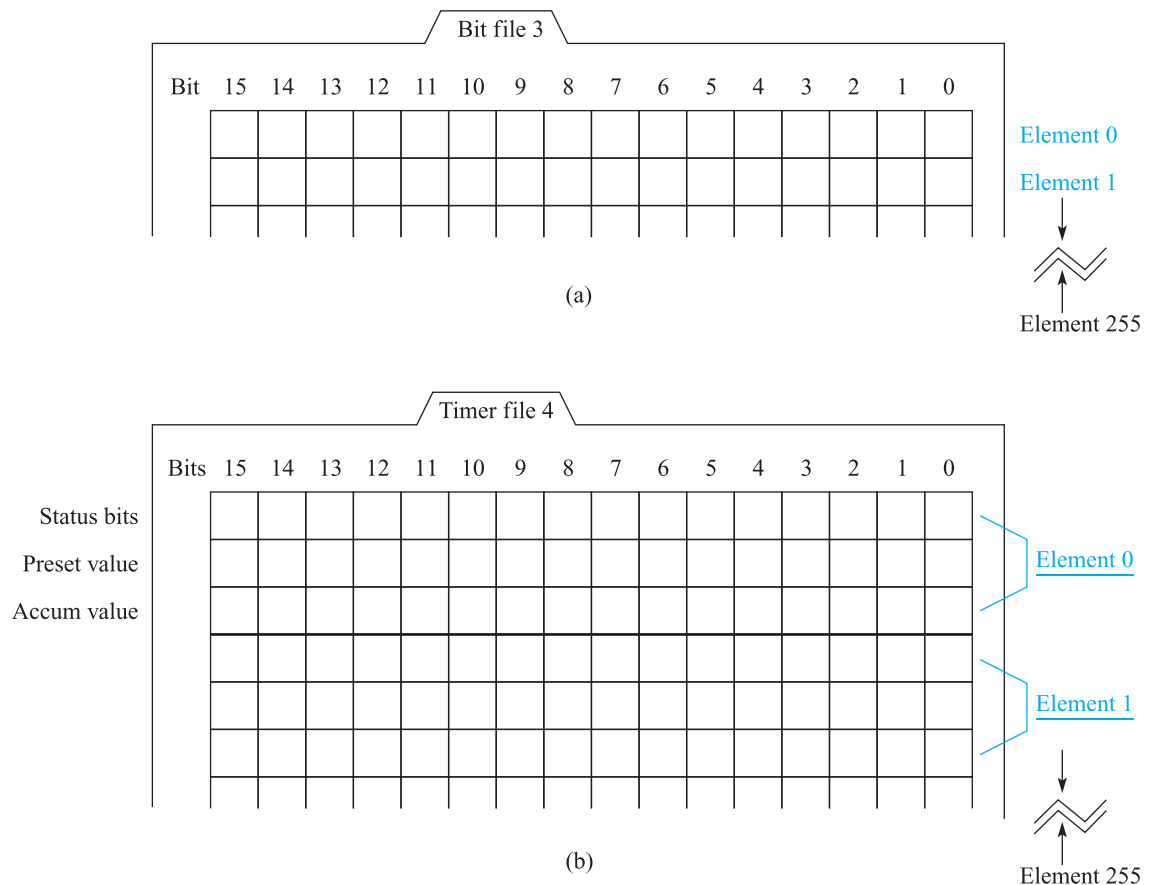 Bit file 3
Bit 15 14 13 12 11 10 9 8 7 6 5 4 3 2 1 0
Element 0
Element 1
Element 255
(a)
Timer file 4
Bits 15 14 13 12 11 10 9 8 7 6 5 4 3 2 1 0
Status bits
Preset value
Accum value
Element 0
Element 1
Element 255
(b)